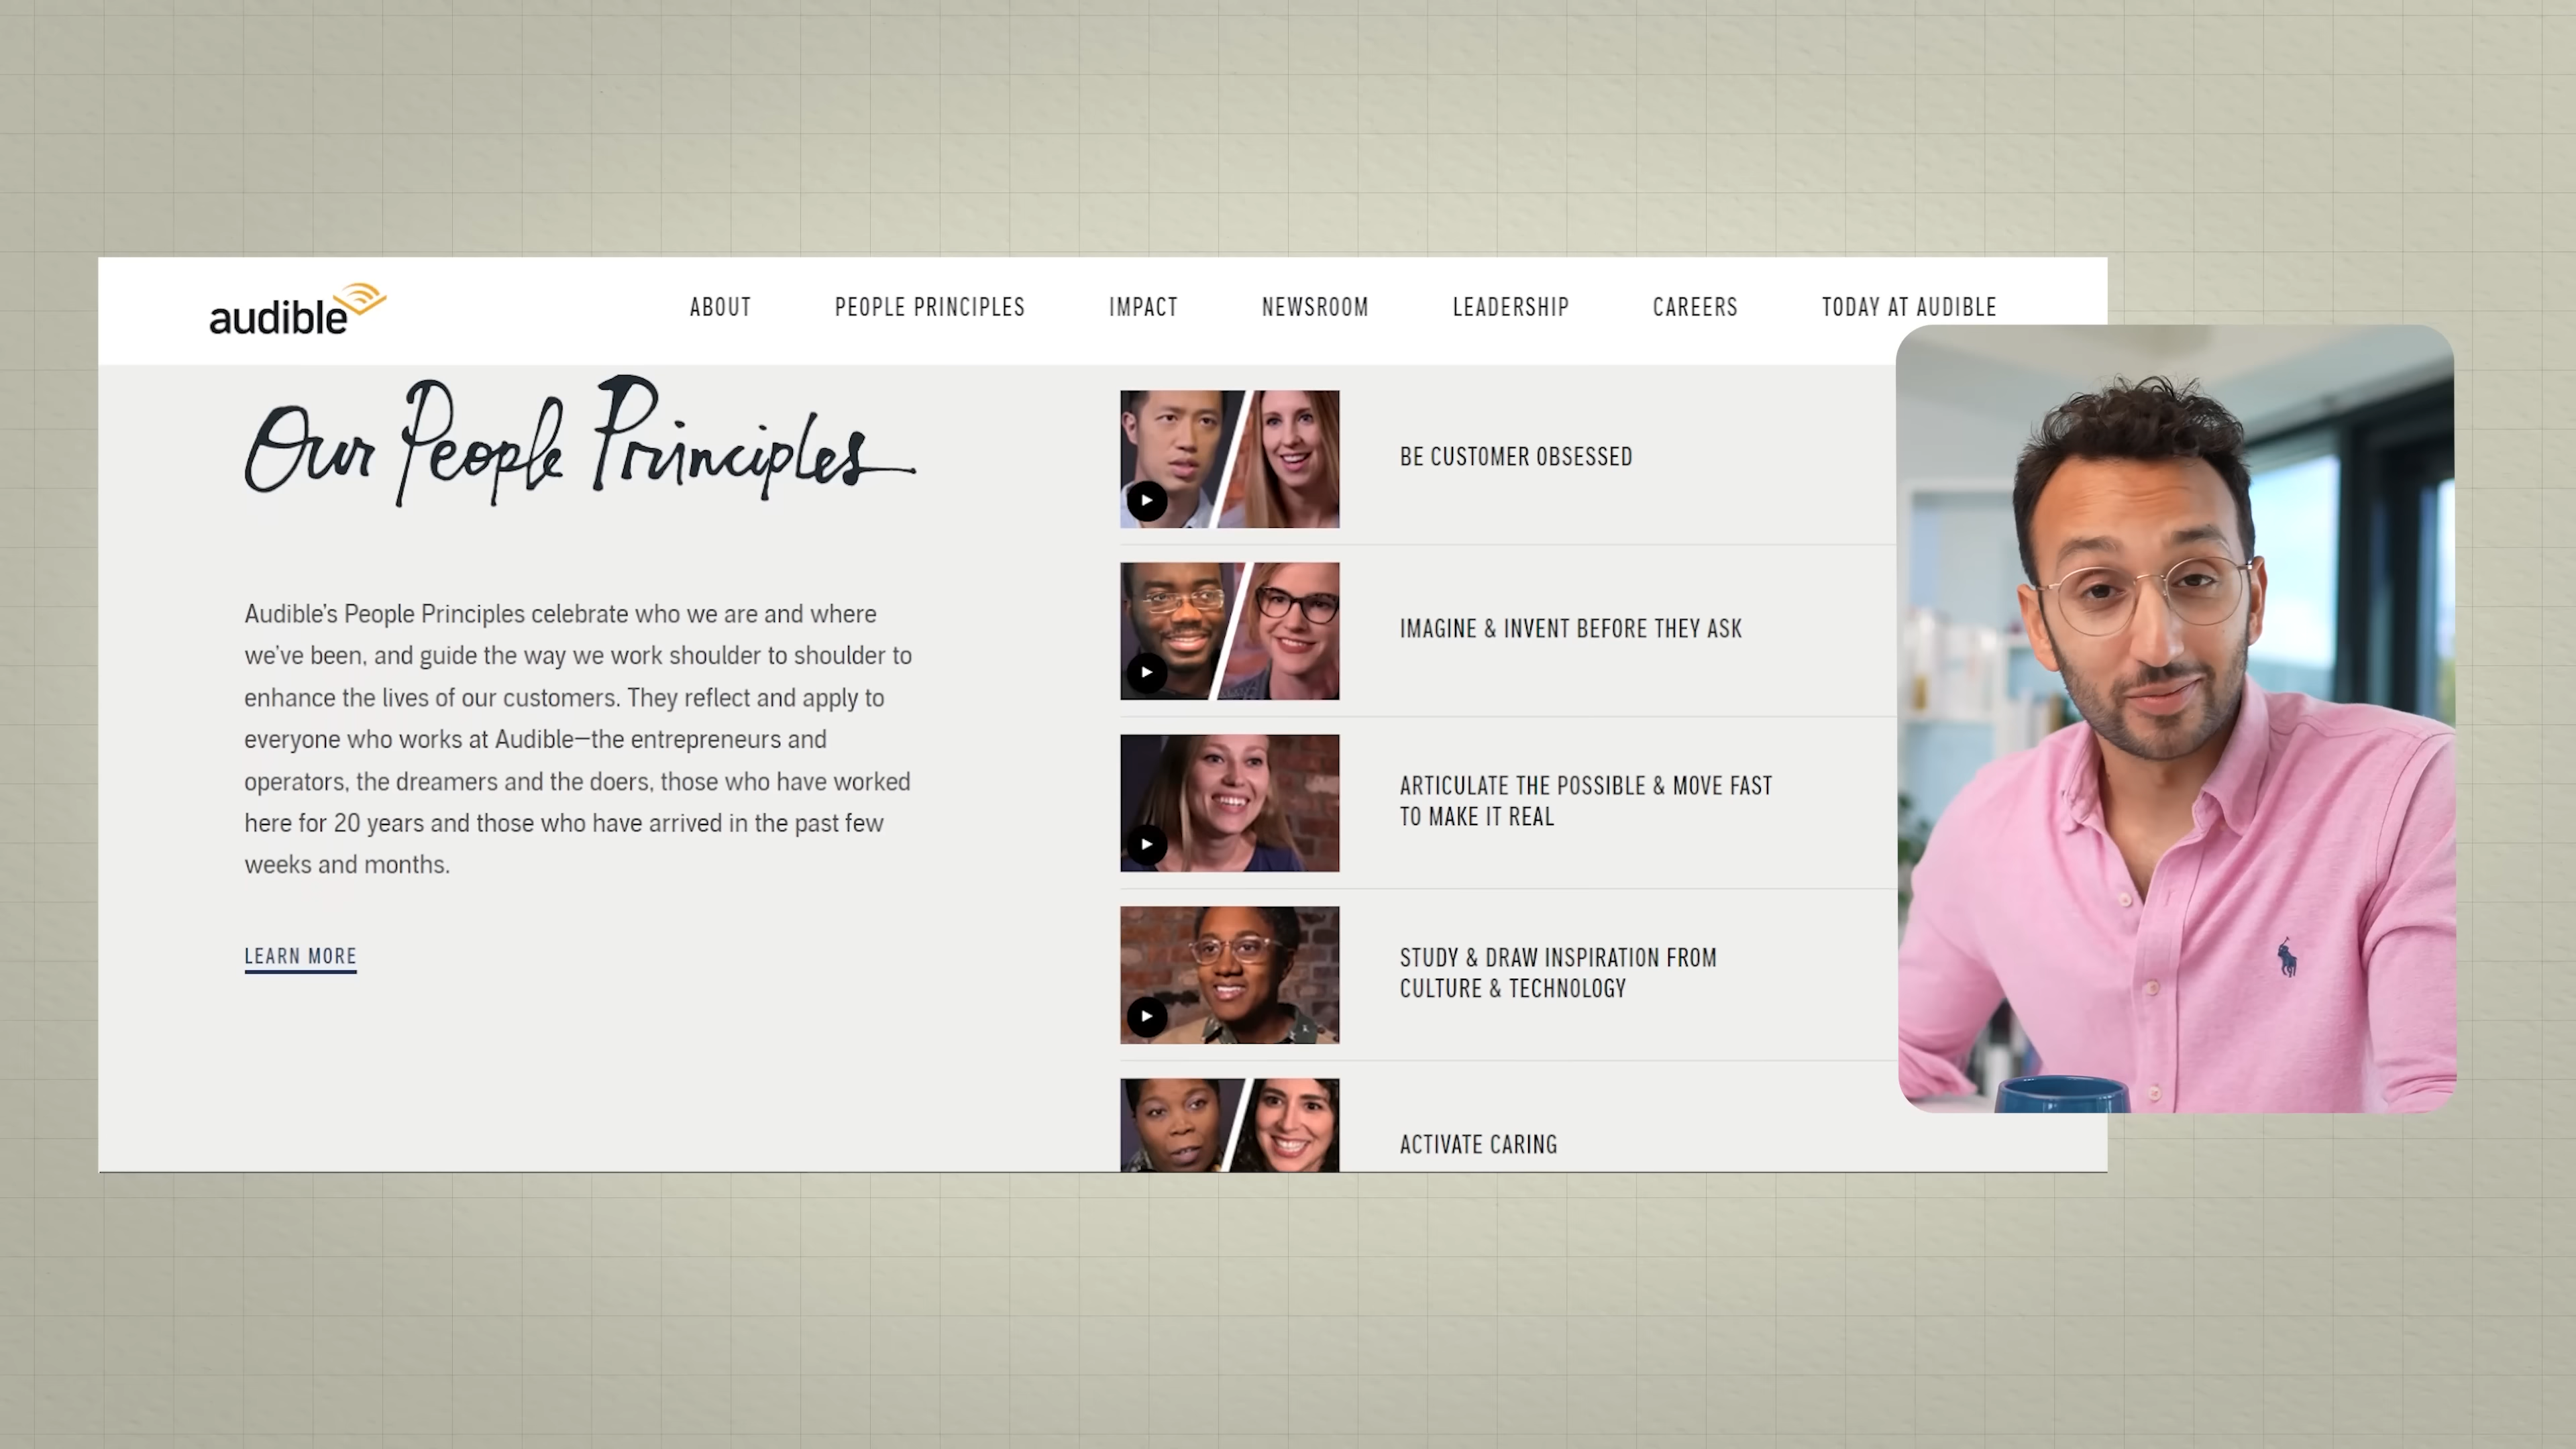 audible
ABOUT
PEOPLE PRINCIPLES
IMPACT
NEWSROOM
LEADERSHIP
CAREERS
TODAY AT AUDIBLE
Our People Principles
Audible's People Principles celebrate who we are and where
we've been, and guide the way we work shoulder to shoulder to
enhance the lives of our customers. They reflect and apply to
everyone who works at Audible—the entrepreneurs and
operators, the dreamers and the doers, those who have worked
here for 20 years and those who have arrived in the past few
weeks and months.
LEARN MORE
BE CUSTOMER OBSESSED
IMAGINE & INVENT BEFORE THEY ASK
ARTICULATE THE POSSIBLE & MOVE FAST
TO MAKE IT REAL
STUDY & DRAW INSPIRATION FROM
CULTURE & TECHNOLOGY
ACTIVATE CARING